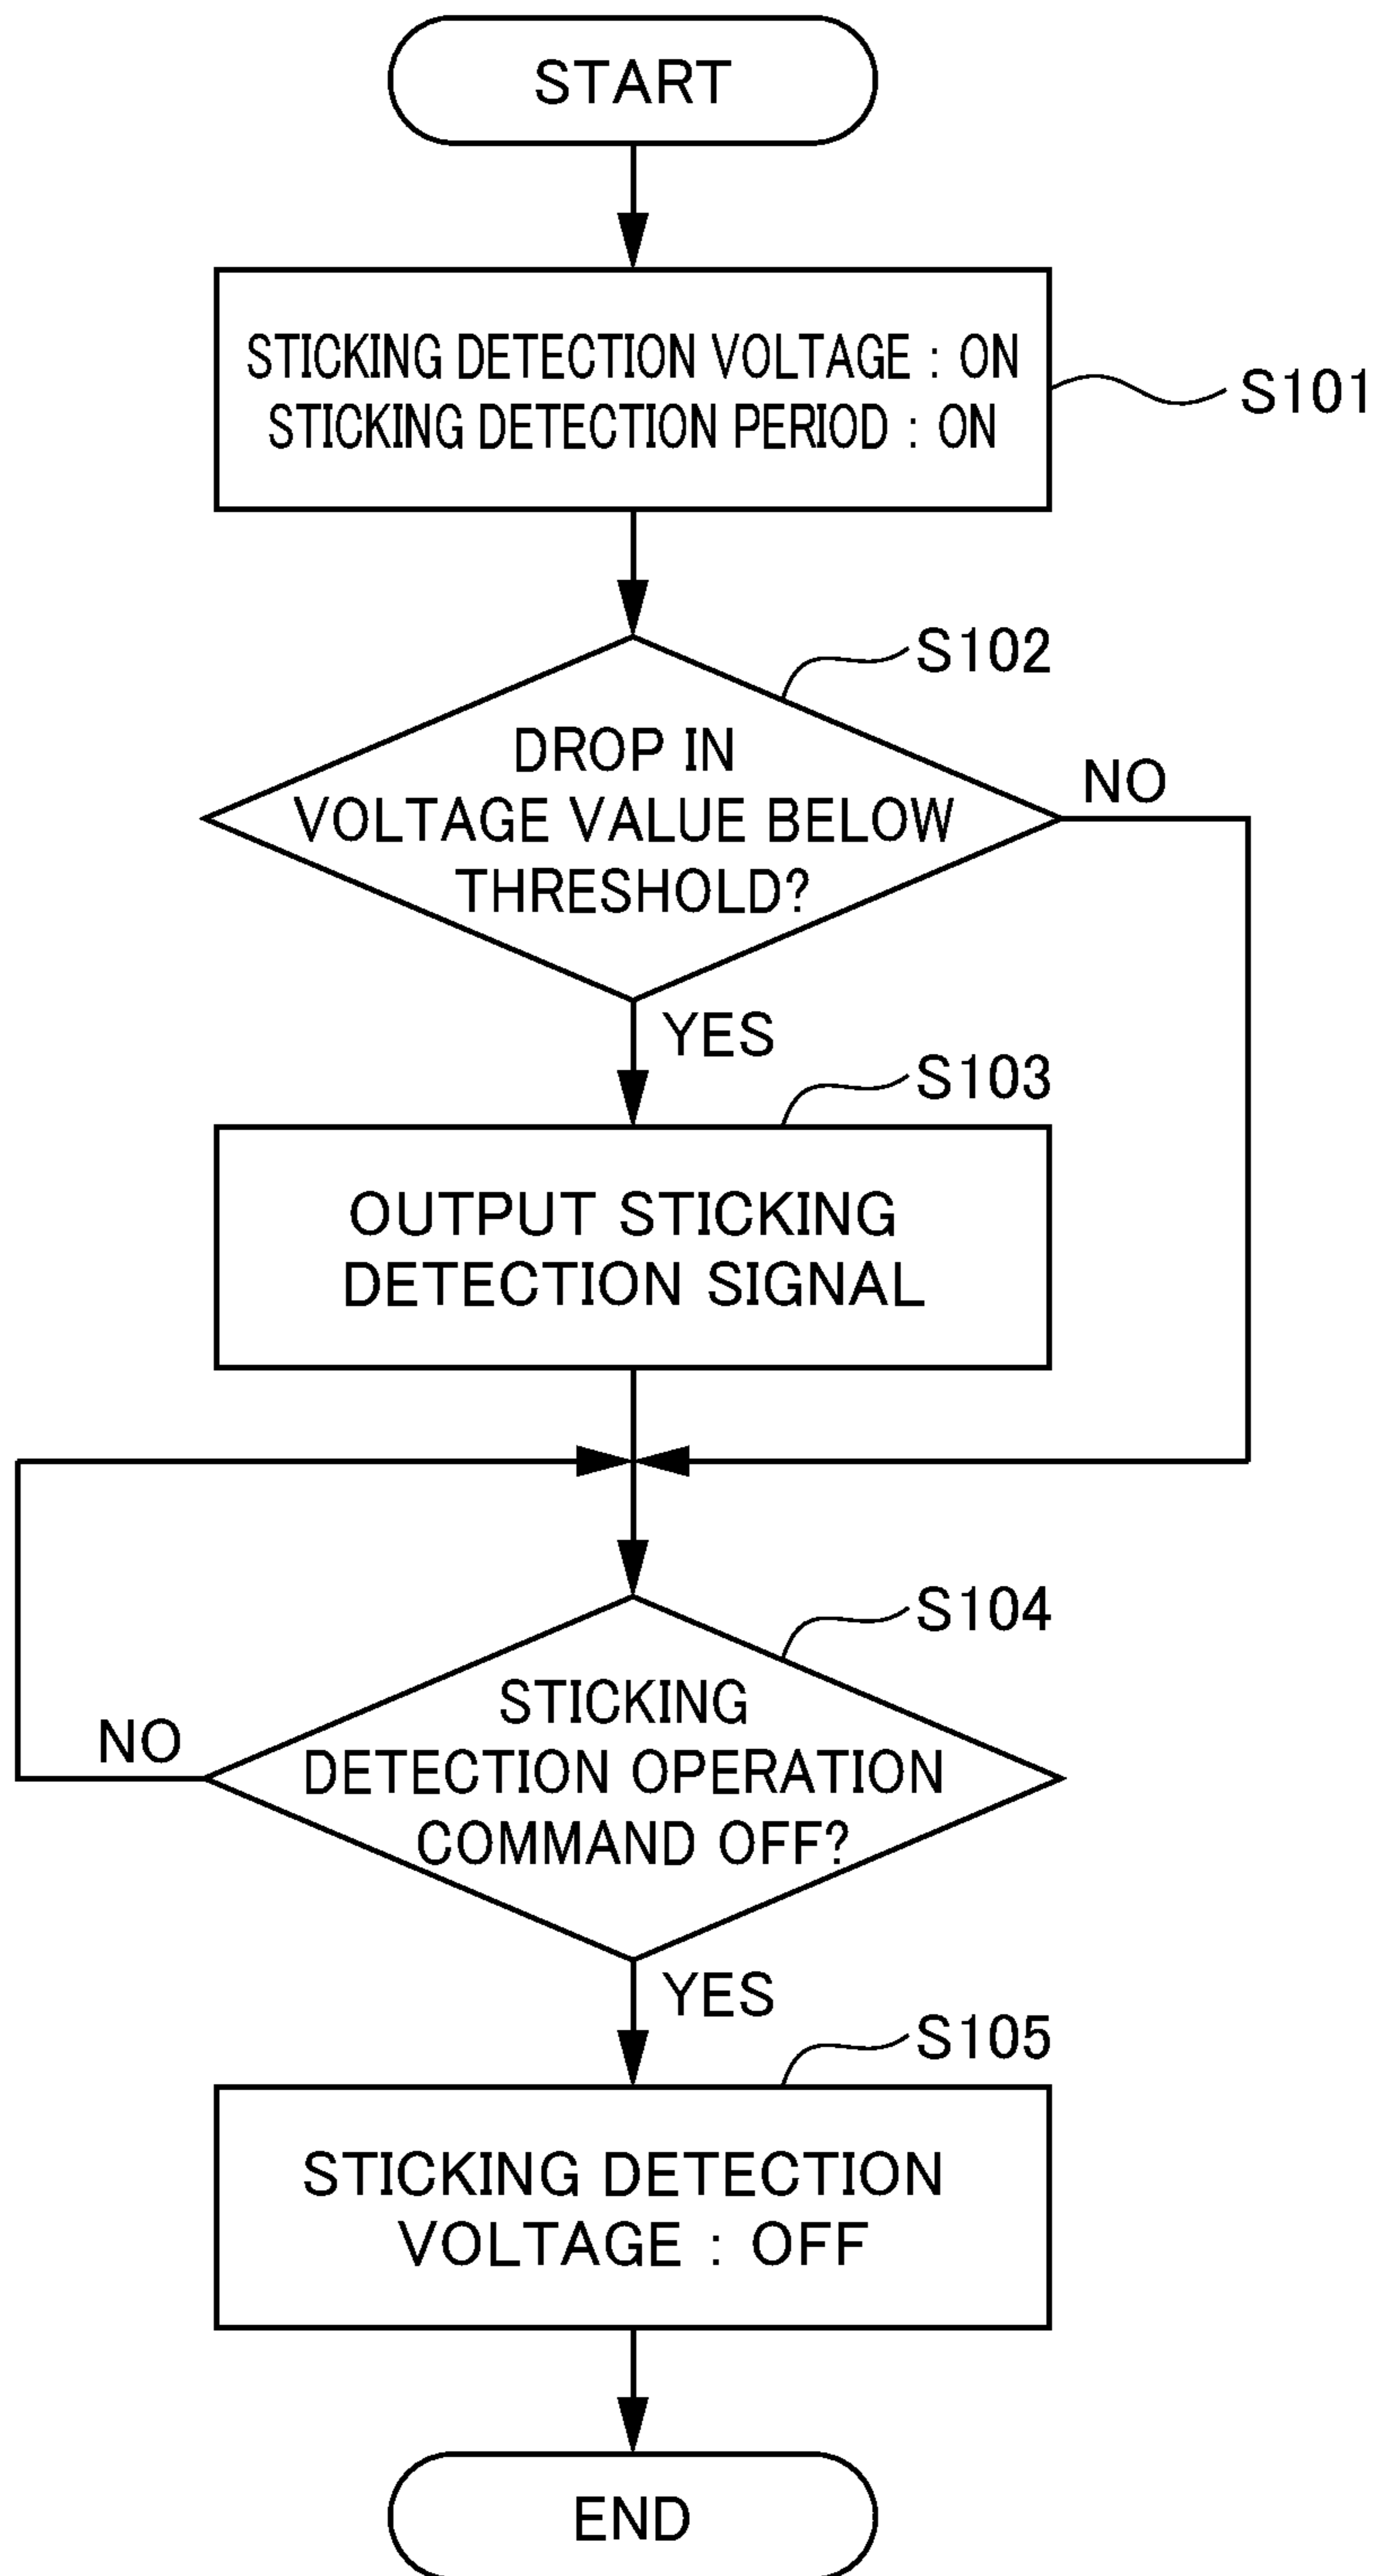 START
STICKING DETECTION VOLTAGE : ON
STICKING DETECTION PERIOD : ON
S101
S102
DROP IN
VOLTAGE VALUE BELOW
THRESHOLD?
NO
YES
S103
OUTPUT STICKING
DETECTION SIGNAL
S104
STICKING
DETECTION OPERATION
COMMAND OFF?
NO
YES
S105
STICKING DETECTION
VOLTAGE : OFF
END